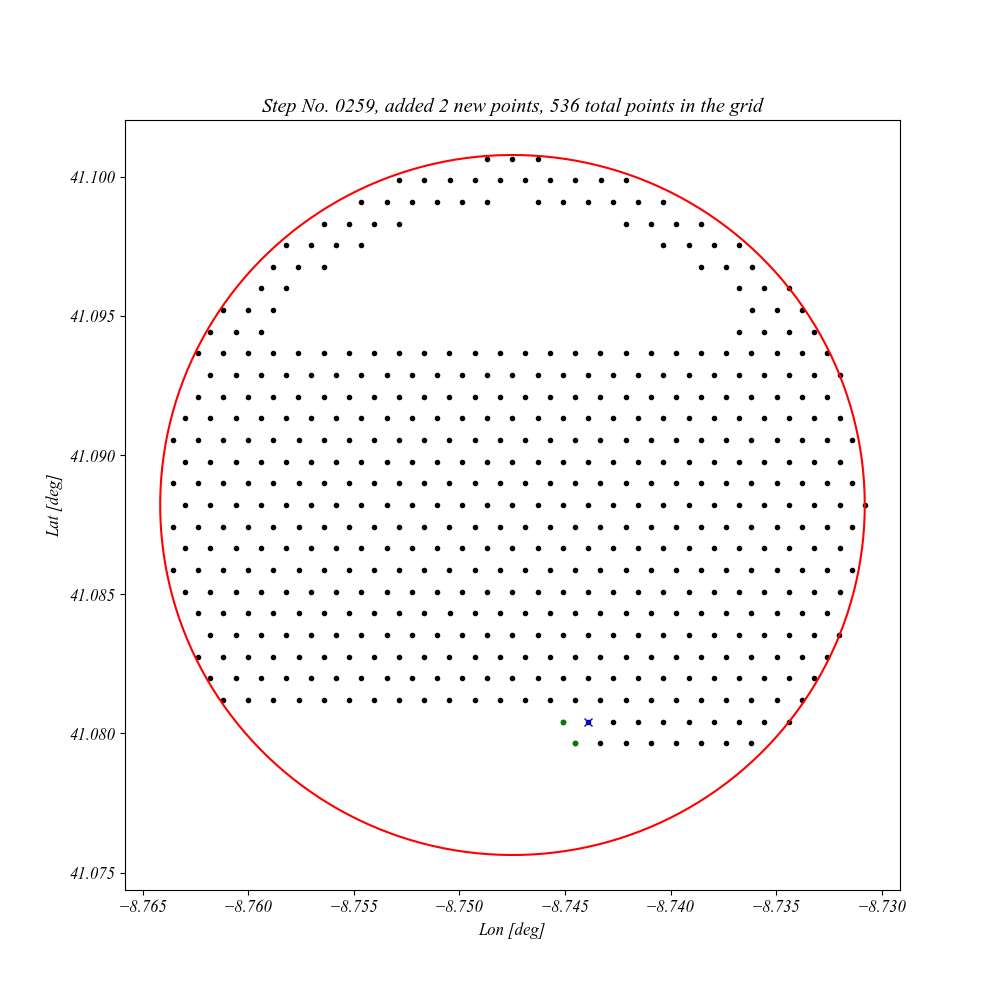 Step No. 0259, added 2 new points, 536 total points in the grid
41.100
41.095
41.090
41.085
41.080
41.075
Lat [deg]
−8.765 −8.760 −8.755 −8.750 −8.745 −8.740 −8.735 −8.730
Lon [deg]